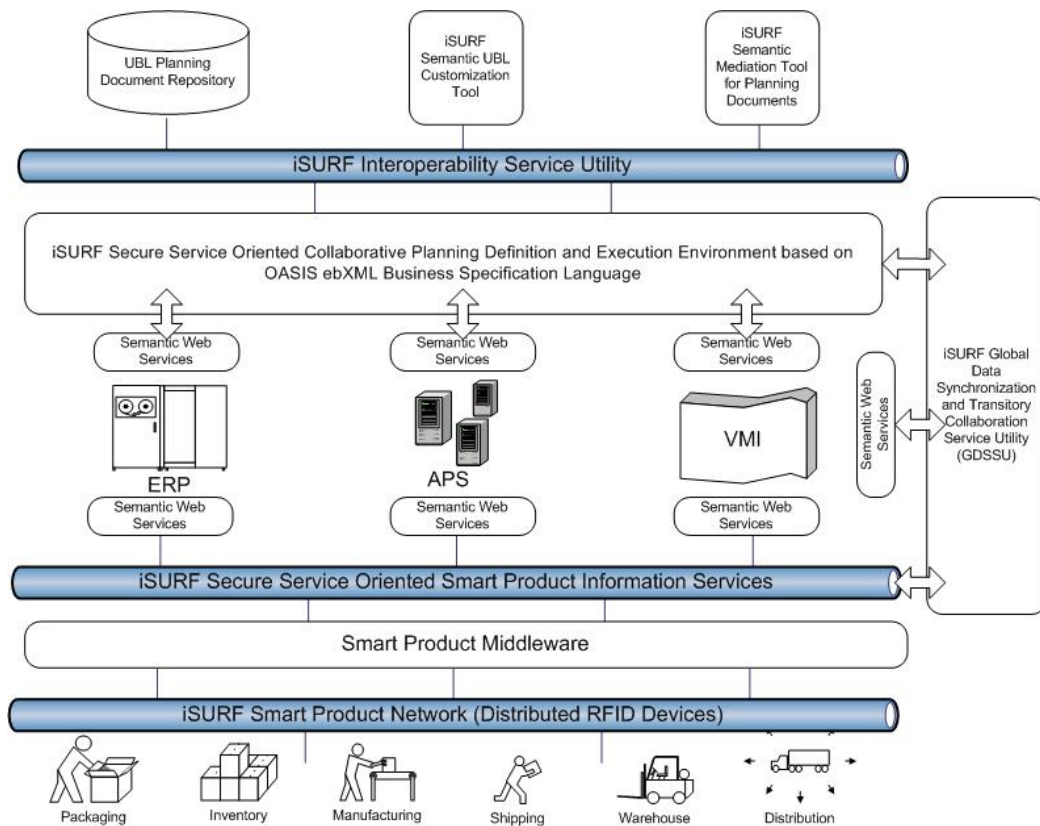 UBL Planning
Document Repository
iSURF
Semantic UBL
Customization
Tool
iSURF
Semantic
Mediation Tool
for Planning
Documents
iSURF Interoperability Service Utility
iSURF Secure Service Oriented Collaborative Planning Definition and Execution Environment based on
OASIS ebXML Business Specification Language
Semantic Web
Services
Semantic Web
Services
Semantic Web
Services
ERP
APS
VMI
Semantic Web
Services
iSURF Global
Data
Synchronization
and Transitory
Collaboration
Service Utility
(GDSSU)
Semantic Web
Services
Semantic Web
Services
Semantic Web
Services
iSURF Secure Service Oriented Smart Product Information Services
Smart Product Middleware
iSURF Smart Product Network (Distributed RFID Devices)
Packaging
Inventory
Manufacturing
Shipping
Warehouse
Distribution